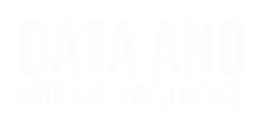 DATA AND
ARTIFICIAL INTELLIGENCE